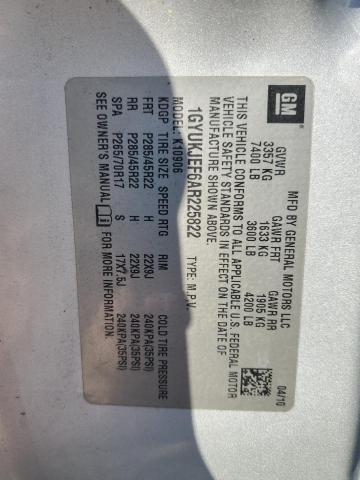 GM
MFD BY GENERAL MOTORS LLC
04/10
GVWR GAWR FRT GAWR RR
3357 KG 1633 KG 1905 KG
7400 LB 3600 LB 4200 LB
THIS VEHICLE CONFORMS TO ALL APPLICABLE U.S. FEDERAL MOTOR
VEHICLE SAFETY STANDARDS IN EFFECT ON THE DATE OF
MANUFACTURE SHOWN ABOVE.
1GYUKJEF6AR225822 TYPE: M.P.V.
MODEL: K10906
KDGP TIRE SIZE SPEED RTG RIM COLD TIRE PRESSURE
FRT P285/45R22 H 22X9J 240KPA(35PSI)
RR P285/45R22 H 22X9J 240KPA(35PSI)
SPA P265/70R17 S 17X7.5J 240KPA(35PSI)
SEE OWNER'S MANUAL FOR MORE INFORMATION.